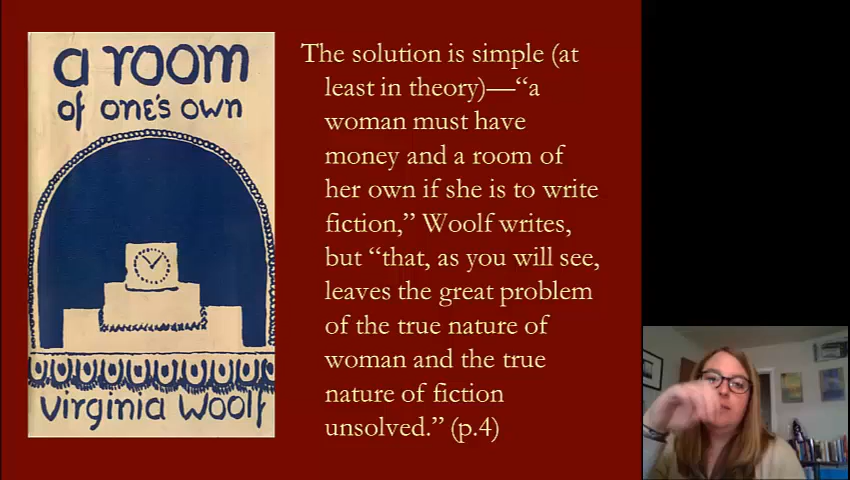 a room
of one's own
virginia woolf
The solution is simple (at
least in theory)—“a
woman must have
money and a room of
her own if she is to write
fiction,” Woolf writes,
but “that, as you will see,
leaves the great problem
of the true nature of
woman and the true
nature of fiction
unsolved.” (p.4)